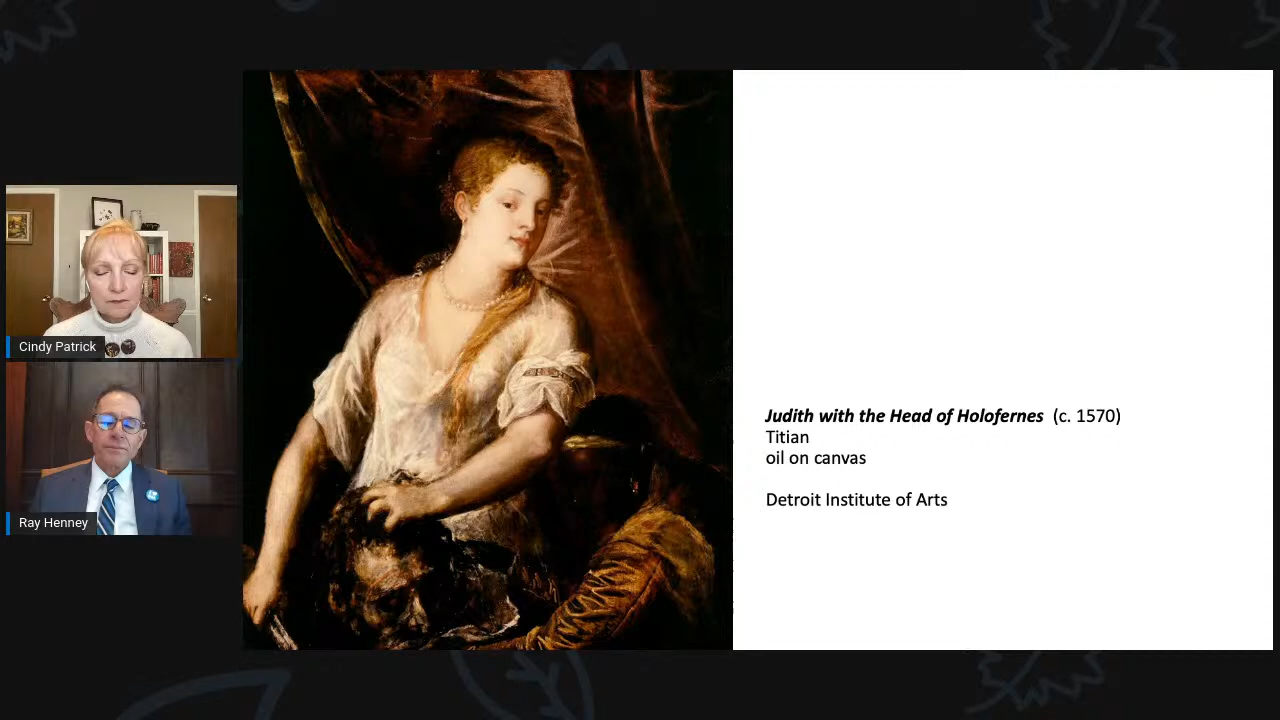 Cindy Patrick
Ray Henney
Judith with the Head of Holofernes (c. 1570)
Titian
oil on canvas
Detroit Institute of Arts